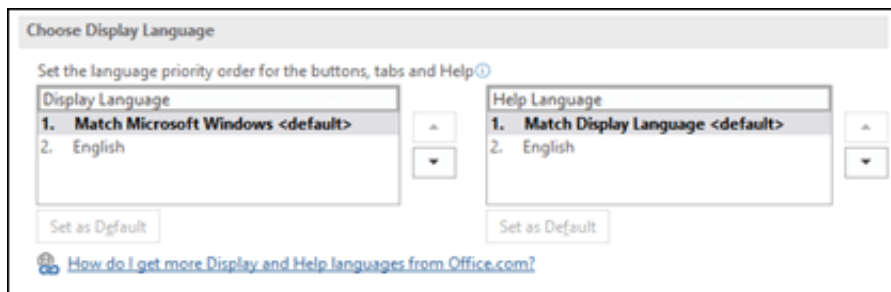 Choose Display Language
Set the language priority order for the buttons, tabs and Help
Display Language
1. Match Microsoft Windows <default>
2. English
Set as Default
Help Language
1. Match Display Language <default>
2. English
Set as Default
How do I get more Display and Help languages from Office.com?